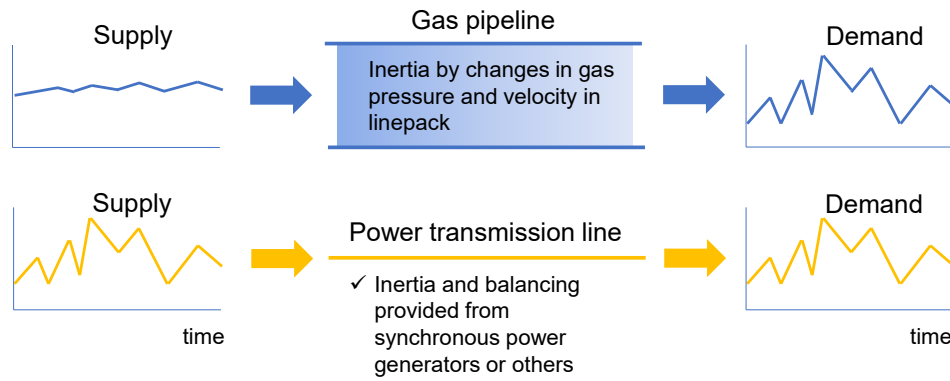 Gas pipeline
Supply
Demand
Inertia by changes in gas
pressure and velocity in
linepack
Supply
Demand
Power transmission line
✓ Inertia and balancing
provided from
synchronous power
generators or others
time
time